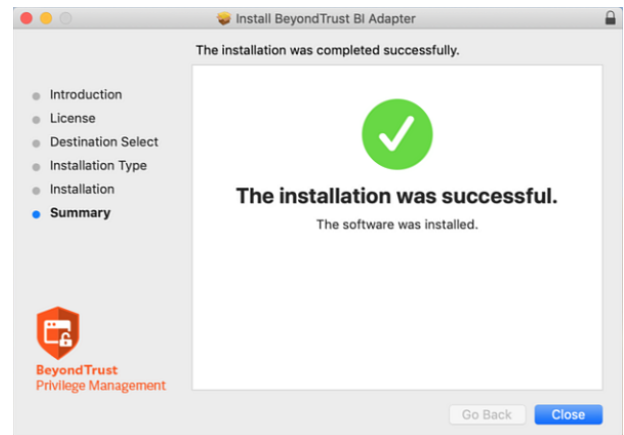 Install BeyondTrust BI Adapter
The installation was completed successfully.
Introduction
License
Destination Select
Installation Type
Installation
Summary
The installation was successful.
The software was installed.
BeyondTrust
Privilege Management
Go Back
Close